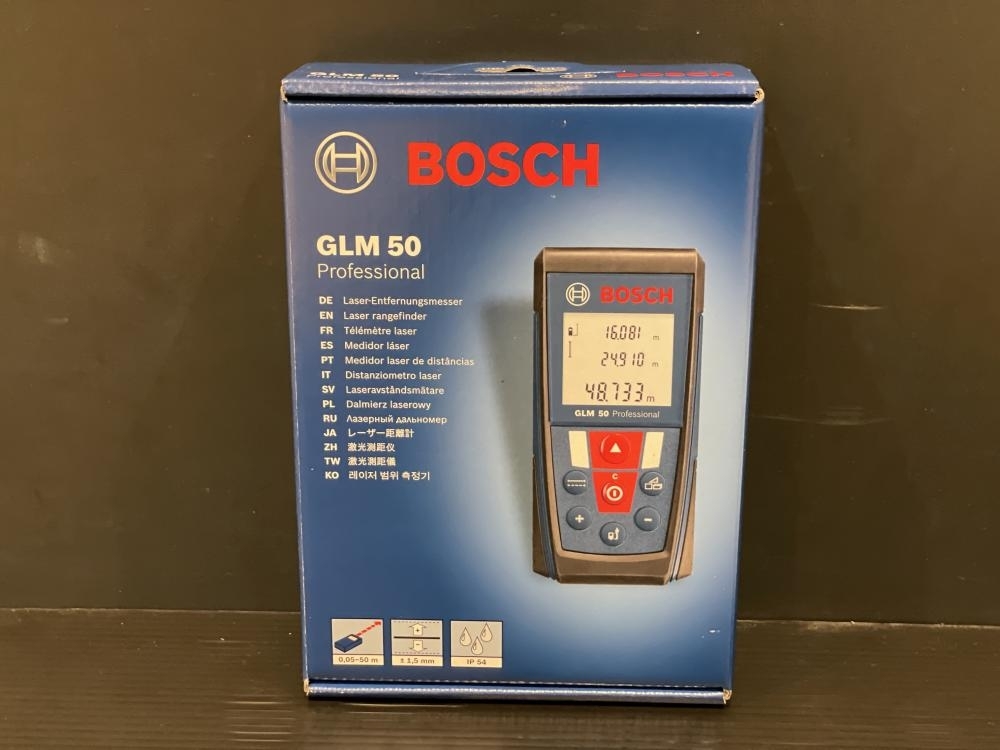 GLM 50
Professional
BOSCH
BOSCH
GLM 50
Professional
DE Laser-Entfernungsmesser
EN Laser rangefinder
FR Télémètre laser
ES Medidor láser
PT Medidor laser de distâncias
IT Distanziometro laser
SV Laseravståndsmätare
PL Dalmierz laserowy
RU Лазерный дальномер
JA レーザー距離計
ZH 激光测距仪
TW 激光測距儀
KO 레이저 범위 측정기
BOSCH
16.081 m
24.910 m
48.733 m
GLM 50 Professional
C
+
-
0,05–50 m
+
−
± 1,5 mm
IP 54